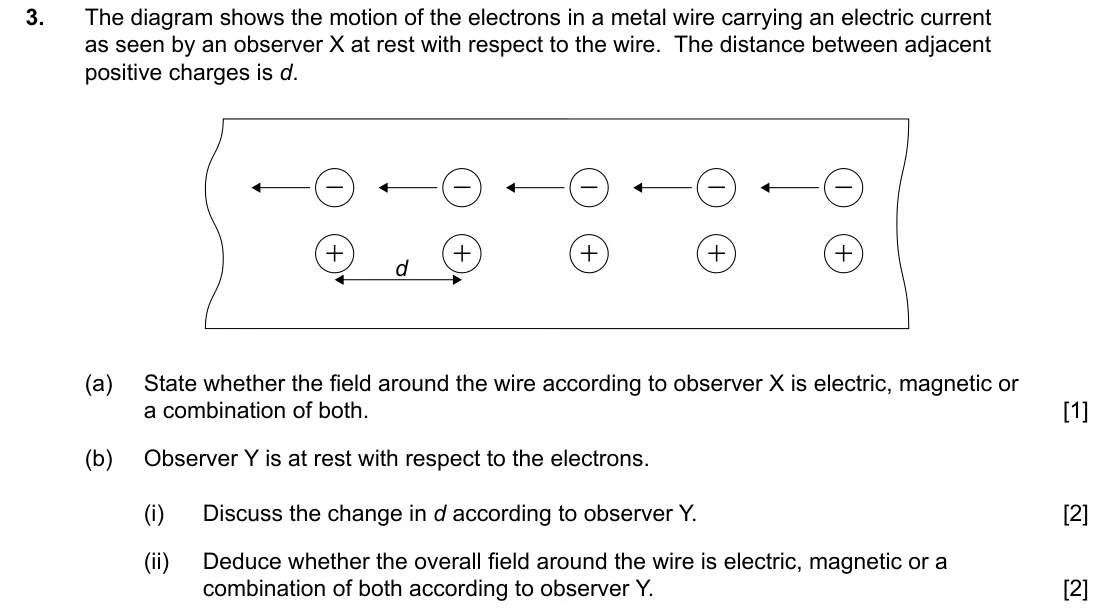 3. The diagram shows the motion of the electrons in a metal wire carrying an electric current
as seen by an observer X at rest with respect to the wire. The distance between adjacent
positive charges is d.
− − − − −
+ + + + +
d
(a) State whether the field around the wire according to observer X is electric, magnetic or
a combination of both. [1]
(b) Observer Y is at rest with respect to the electrons.
(i) Discuss the change in d according to observer Y. [2]
(ii) Deduce whether the overall field around the wire is electric, magnetic or a
combination of both according to observer Y. [2]